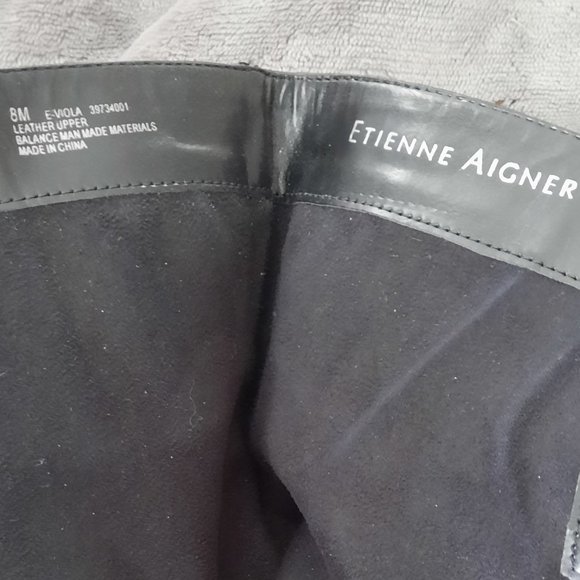 8M E-VIOLA 39734001
LEATHER UPPER
BALANCE MAN MADE MATERIALS
MADE IN CHINA
ETIENNE AIGNER